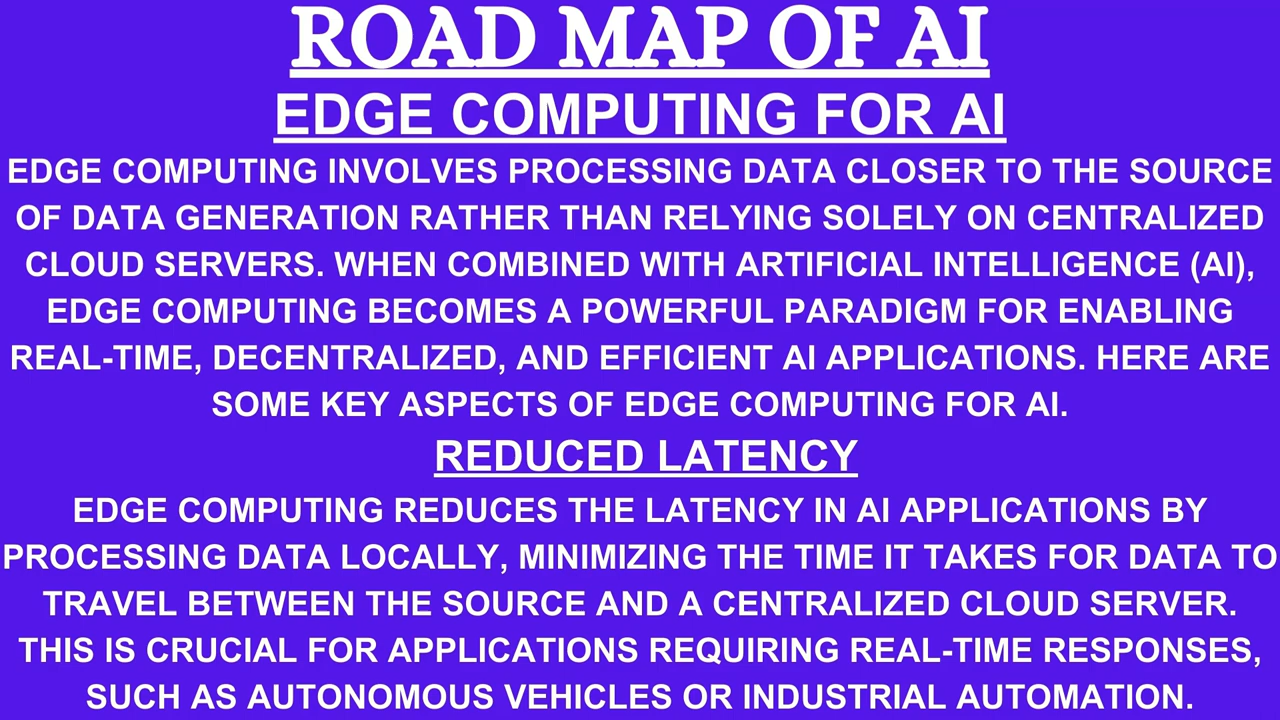 ROAD MAP OF AI
EDGE COMPUTING FOR AI
EDGE COMPUTING INVOLVES PROCESSING DATA CLOSER TO THE SOURCE
OF DATA GENERATION RATHER THAN RELYING SOLELY ON CENTRALIZED
CLOUD SERVERS. WHEN COMBINED WITH ARTIFICIAL INTELLIGENCE (AI),
EDGE COMPUTING BECOMES A POWERFUL PARADIGM FOR ENABLING
REAL-TIME, DECENTRALIZED, AND EFFICIENT AI APPLICATIONS. HERE ARE
SOME KEY ASPECTS OF EDGE COMPUTING FOR AI.
REDUCED LATENCY
EDGE COMPUTING REDUCES THE LATENCY IN AI APPLICATIONS BY
PROCESSING DATA LOCALLY, MINIMIZING THE TIME IT TAKES FOR DATA TO
TRAVEL BETWEEN THE SOURCE AND A CENTRALIZED CLOUD SERVER.
THIS IS CRUCIAL FOR APPLICATIONS REQUIRING REAL-TIME RESPONSES,
SUCH AS AUTONOMOUS VEHICLES OR INDUSTRIAL AUTOMATION.